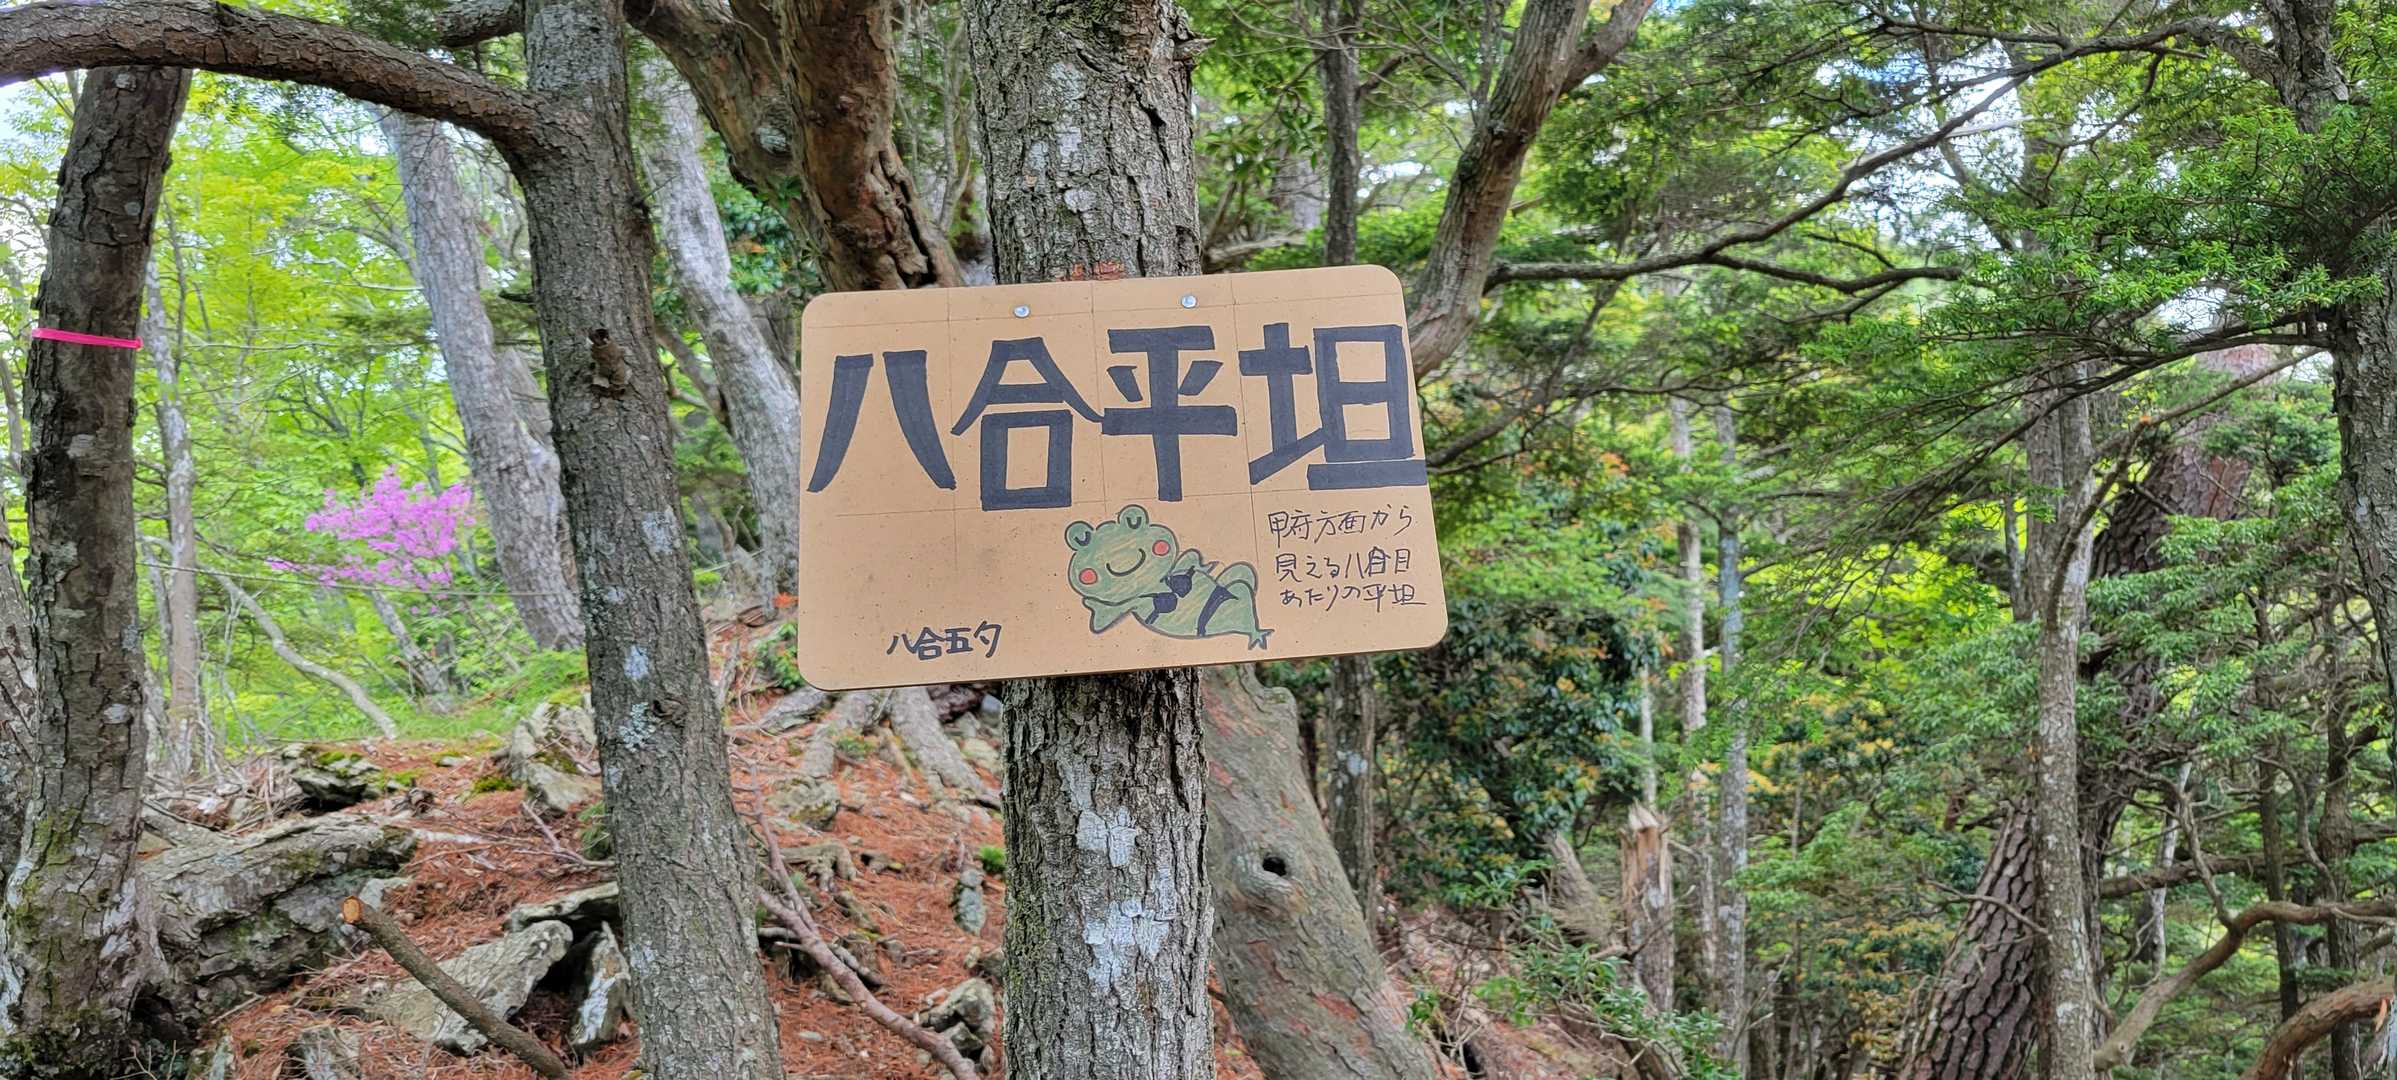 八合平坦
甲府方面から
見える八合目
あたりの平坦
八合五勺